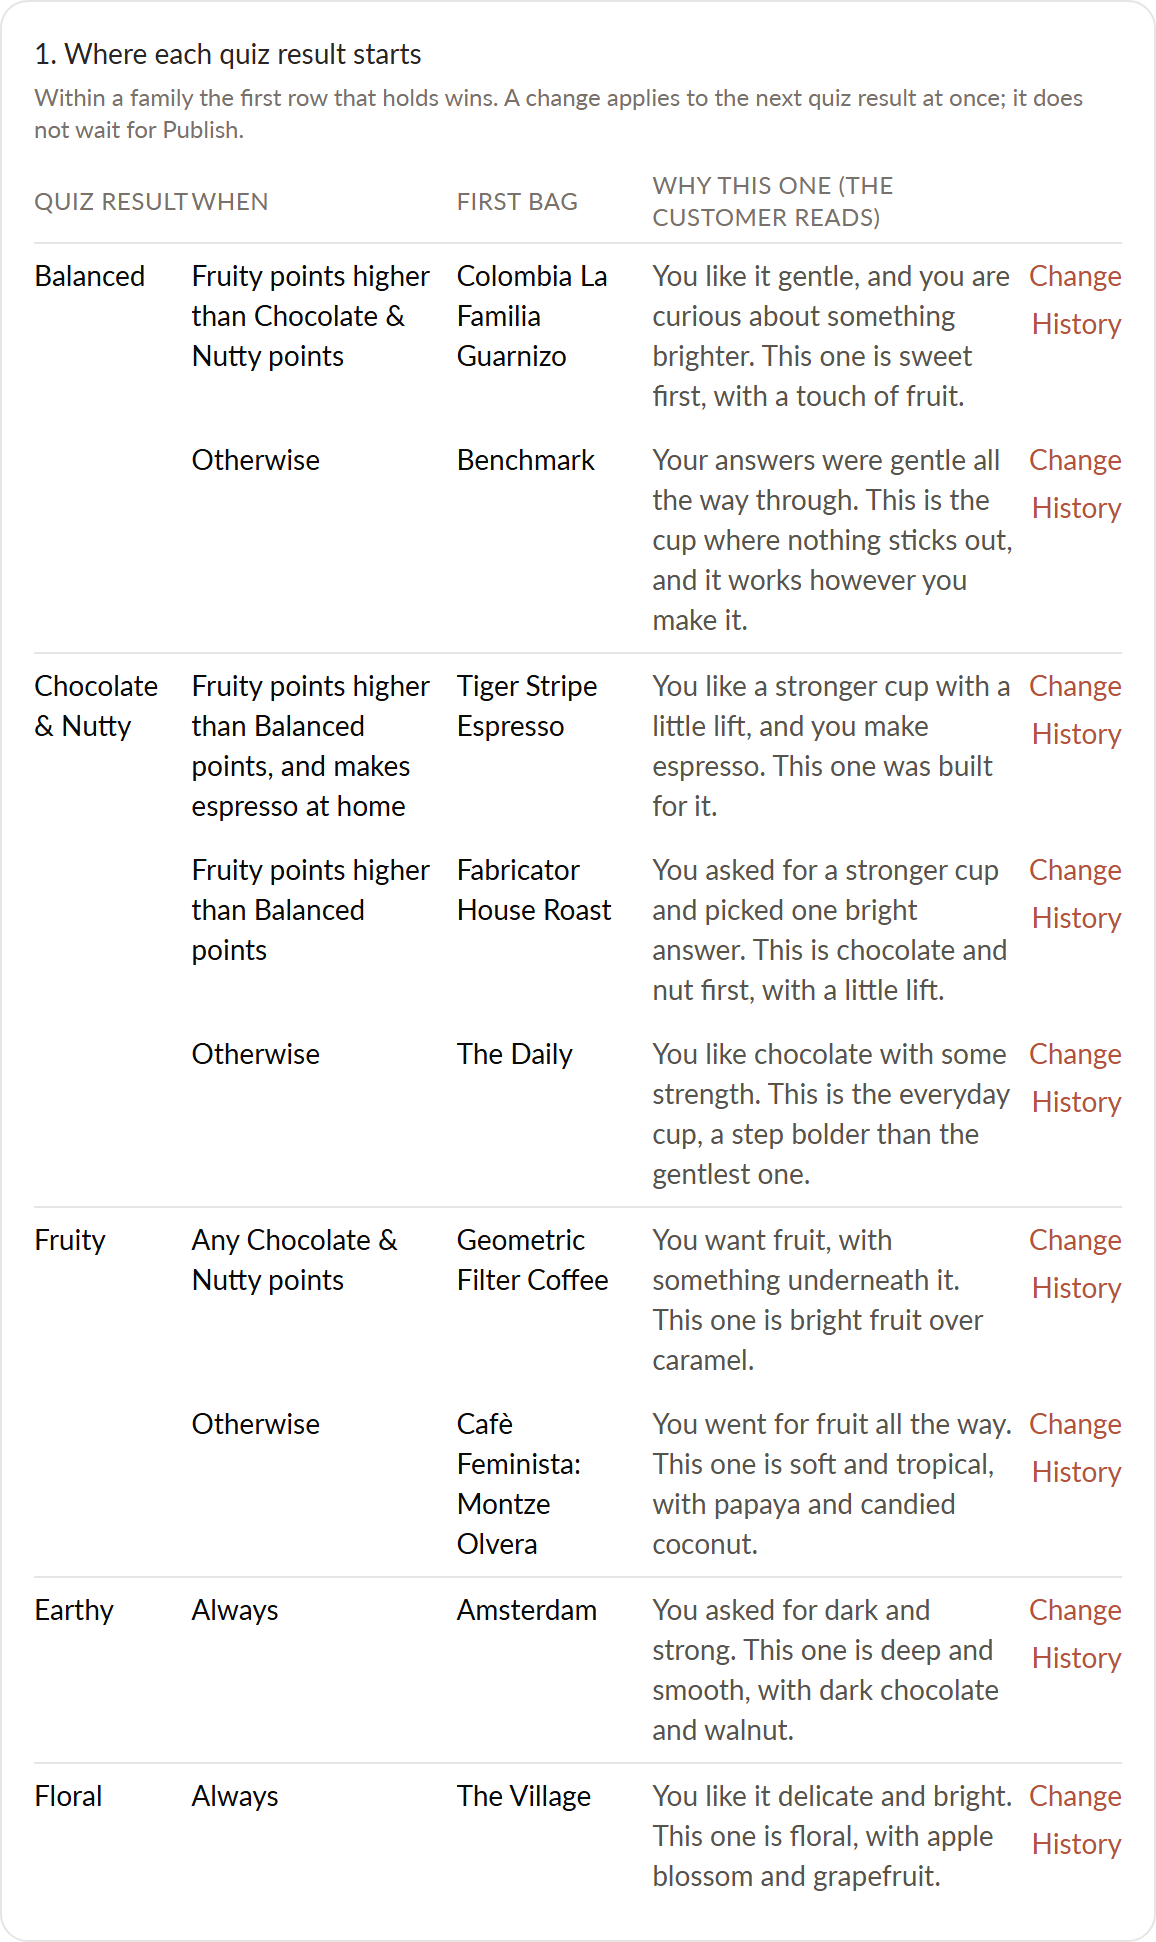 1. Where each quiz result starts
Within a family the first row that holds wins. A change applies to the next quiz result at once; it does
not wait for Publish.
QUIZ RESULT WHEN FIRST BAG WHY THIS ONE (THE
CUSTOMER READS)
Balanced Fruity points higher Colombia La You like it gentle, and you are Change
than Chocolate & Familia curious about something History
Nutty points Guarnizo brighter. This one is sweet
first, with a touch of fruit.
Otherwise Benchmark Your answers were gentle all Change
the way through. This is the History
cup where nothing sticks out,
and it works however you
make it.
Chocolate Fruity points higher Tiger Stripe You like a stronger cup with a Change
& Nutty than Balanced Espresso little lift, and you make History
points, and makes espresso. This one was built
espresso at home for it.
Fruity points higher Fabricator You asked for a stronger cup Change
than Balanced House Roast and picked one bright History
points answer. This is chocolate and
nut first, with a little lift.
Otherwise The Daily You like chocolate with some Change
strength. This is the everyday History
cup, a step bolder than the
gentlest one.
Fruity Any Chocolate & Geometric You want fruit, with Change
Nutty points Filter Coffee something underneath it. History
This one is bright fruit over
caramel.
Otherwise Cafè You went for fruit all the way. Change
Feminista: This one is soft and tropical, History
Montze with papaya and candied
Olvera coconut.
Earthy Always Amsterdam You asked for dark and Change
strong. This one is deep and History
smooth, with dark chocolate
and walnut.
Floral Always The Village You like it delicate and bright. Change
This one is floral, with apple History
blossom and grapefruit.